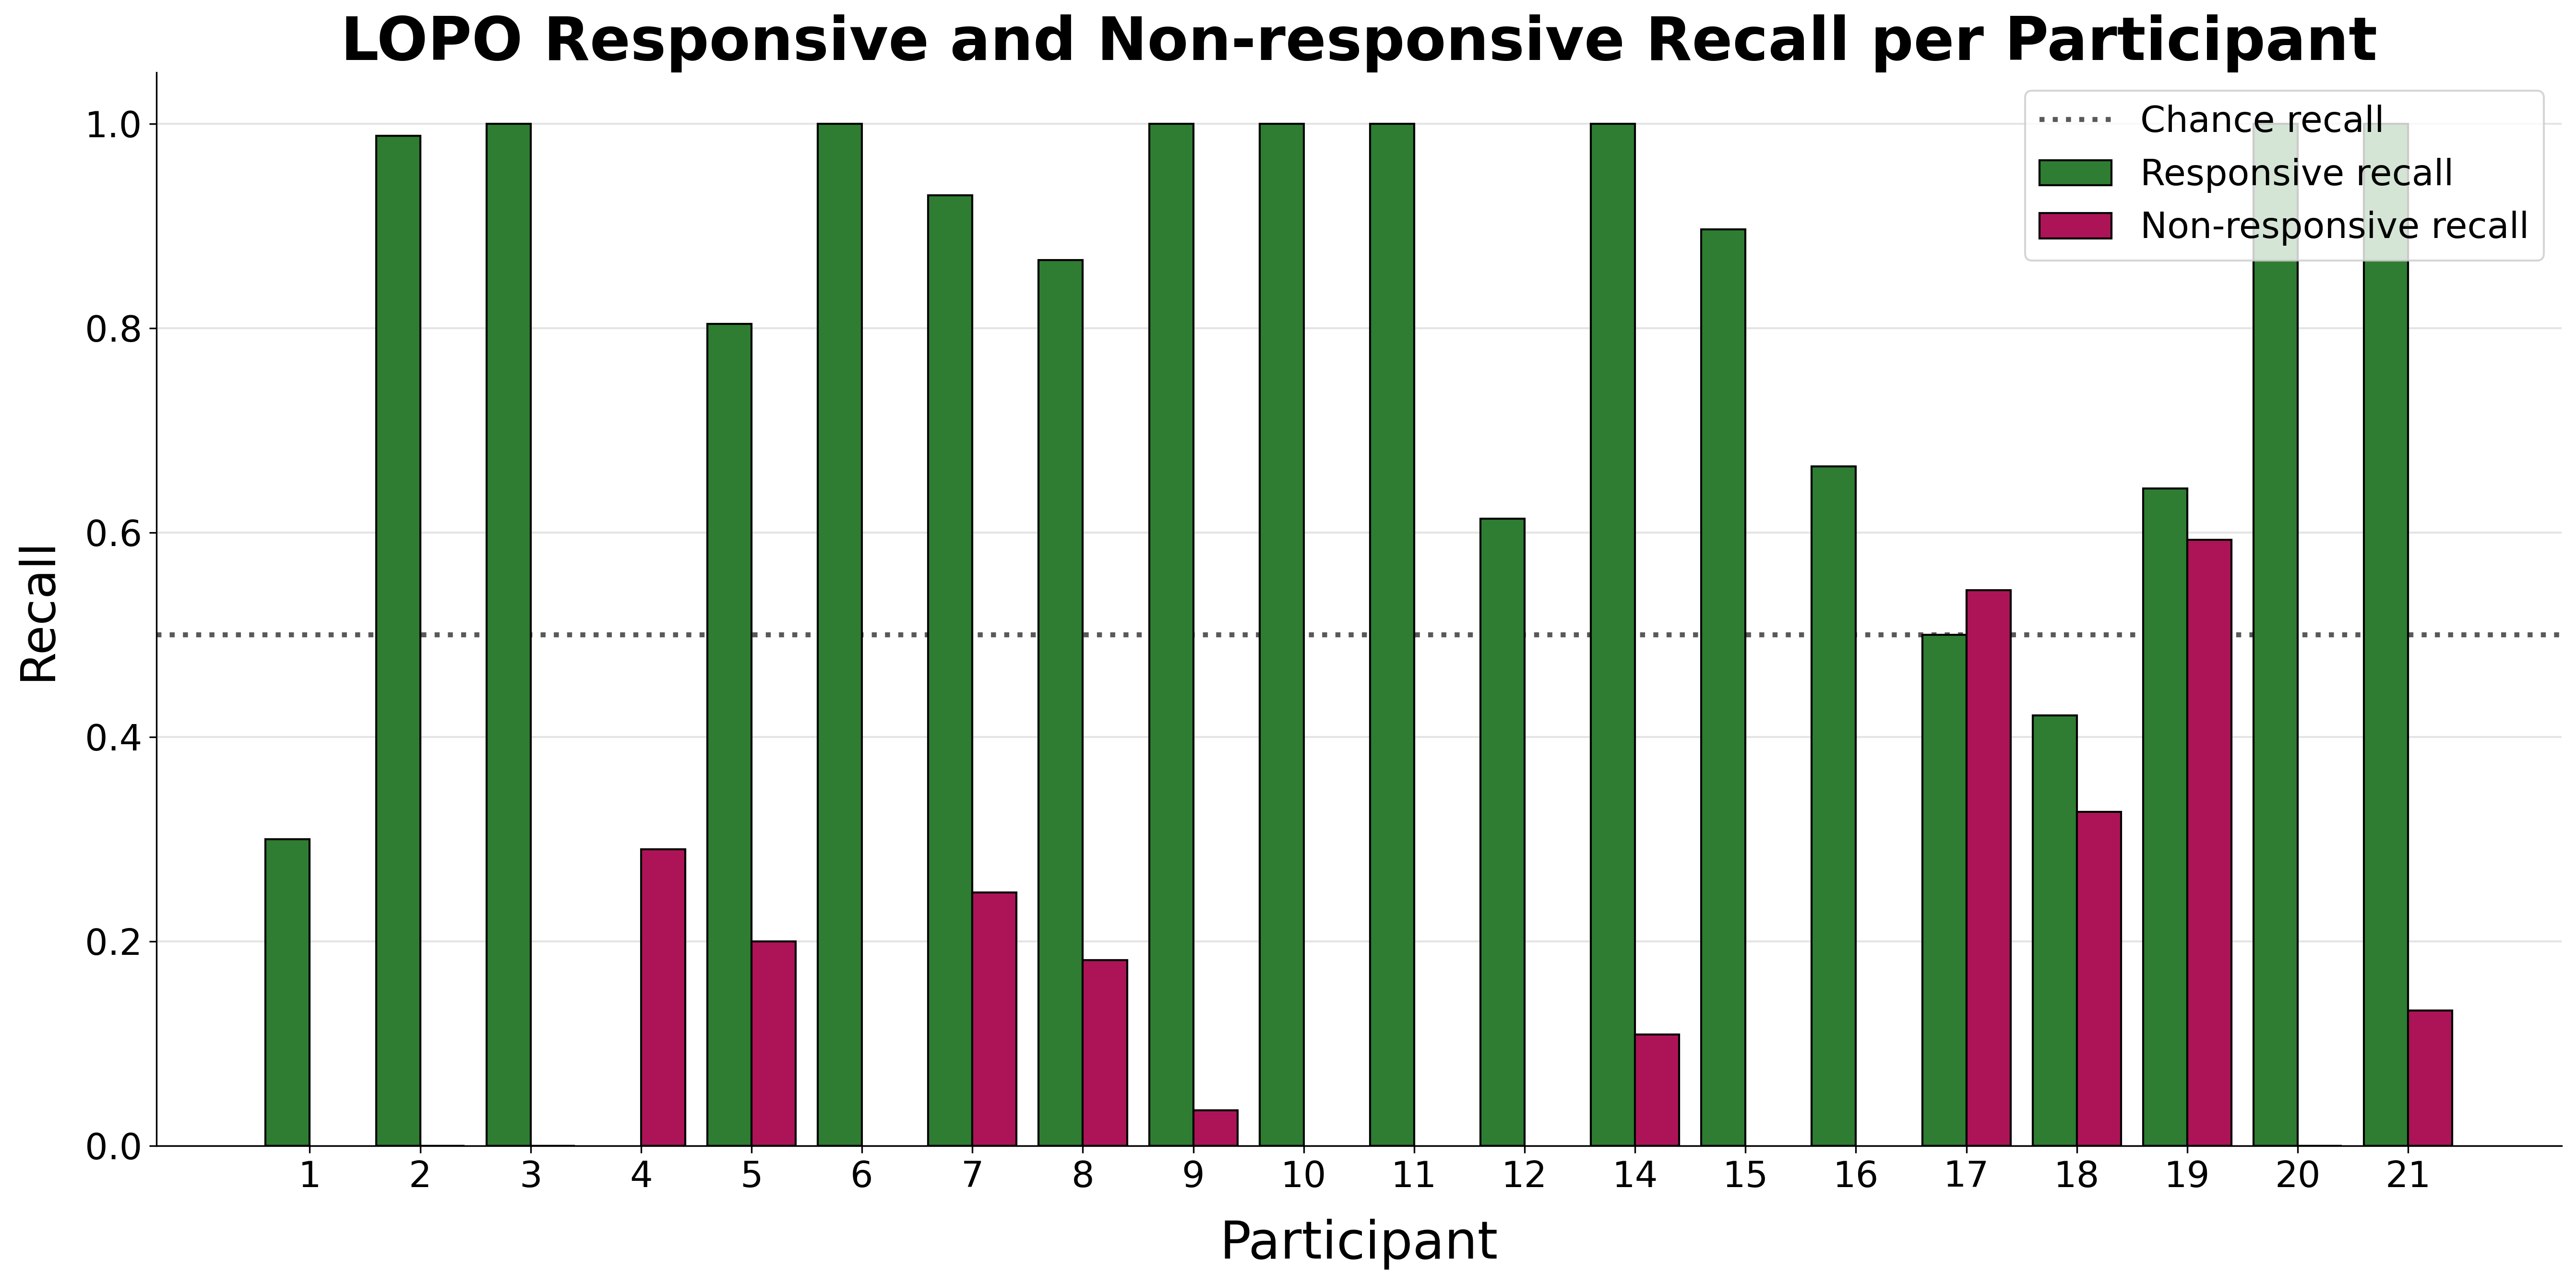 LOPO Responsive and Non-responsive Recall per Participant
Chance recall
Responsive recall
Non-responsive recall
Recall
1.0
0.8
0.6
0.4
0.2
0.0
1 2 3 4 5 6 7 8 9 10 11 12 14 15 16 17 18 19 20 21
Participant